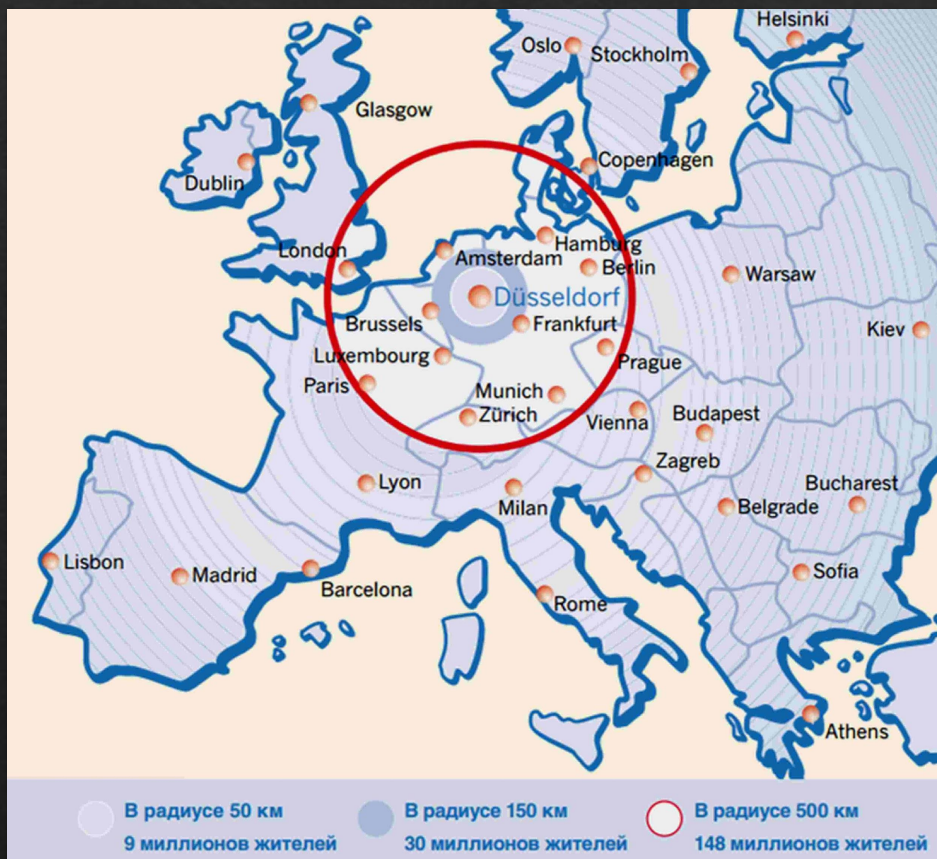 Helsinki
Oslo
Stockholm
Glasgow
Copenhagen
Dublin
Hamburg
London
Amsterdam
Berlin
Warsaw
Düsseldorf
Brussels
Frankfurt
Kiev
Luxembourg
Prague
Paris
Munich
Zürich
Vienna
Budapest
Zagreb
Lyon
Milan
Belgrade
Bucharest
Lisbon
Madrid
Barcelona
Sofia
Rome
Athens
В радиусе 50 км
9 миллионов жителей
В радиусе 150 км
30 миллионов жителей
В радиусе 500 км
148 миллионов жителей